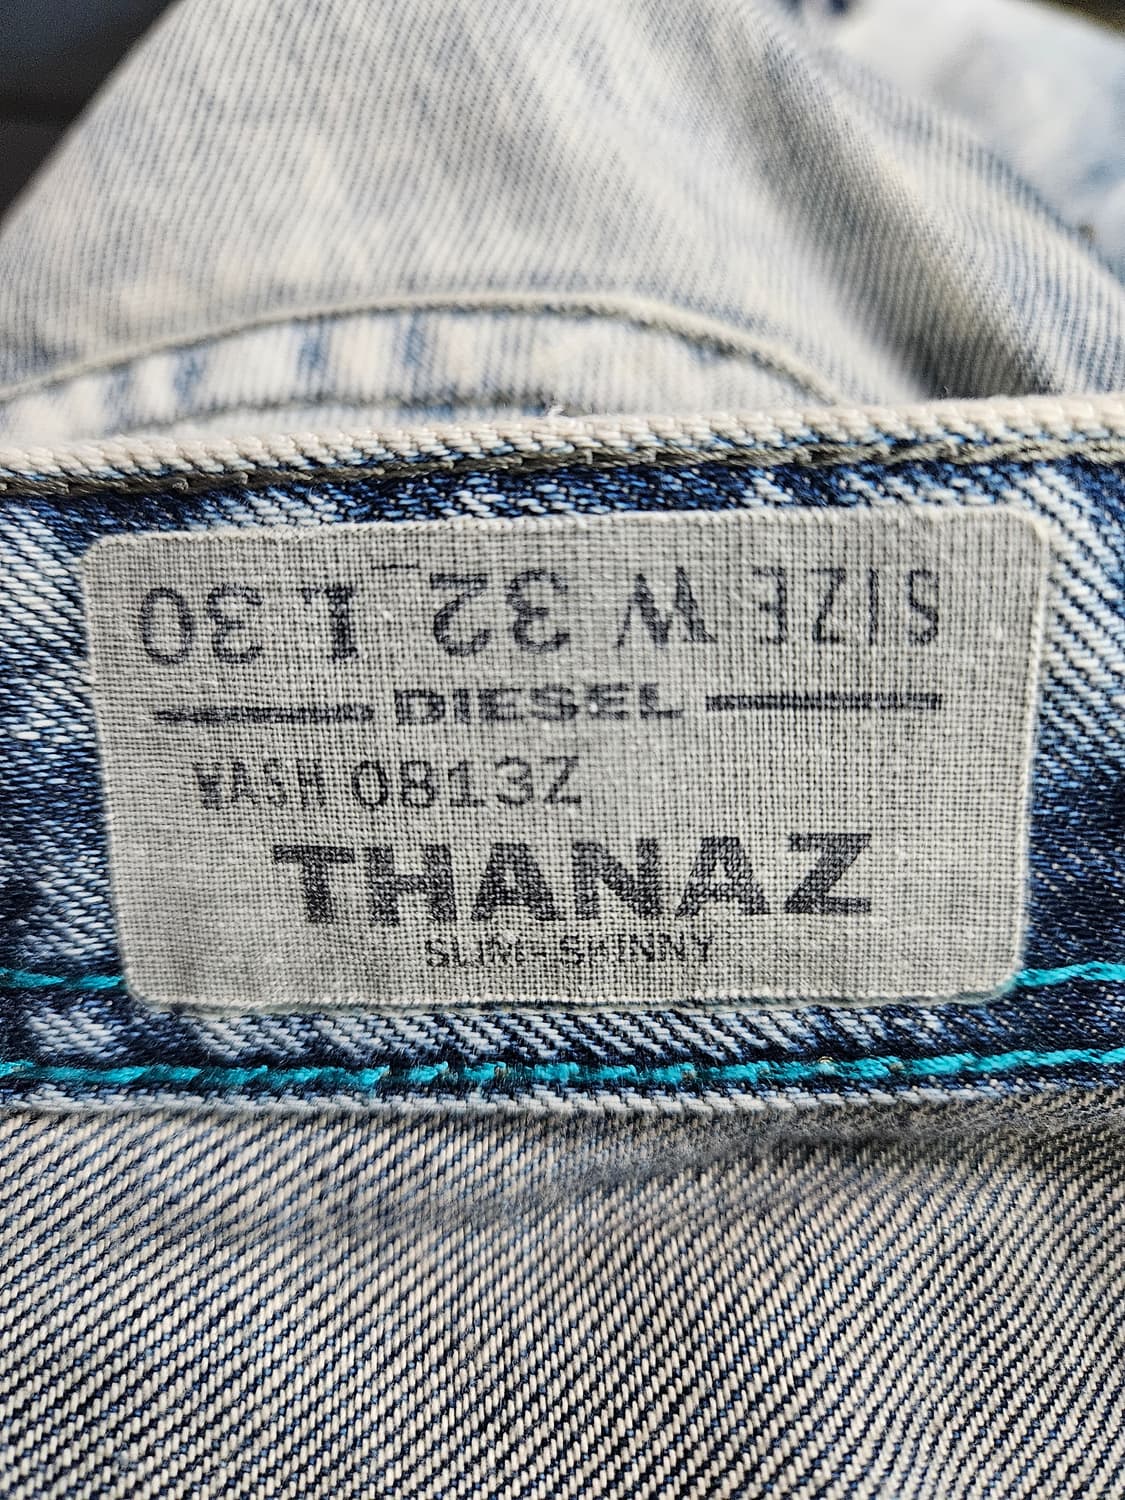 SIZE W 32 L 30
DIESEL
WASH 0813Z
THANAZ
SLIM-SKINNY